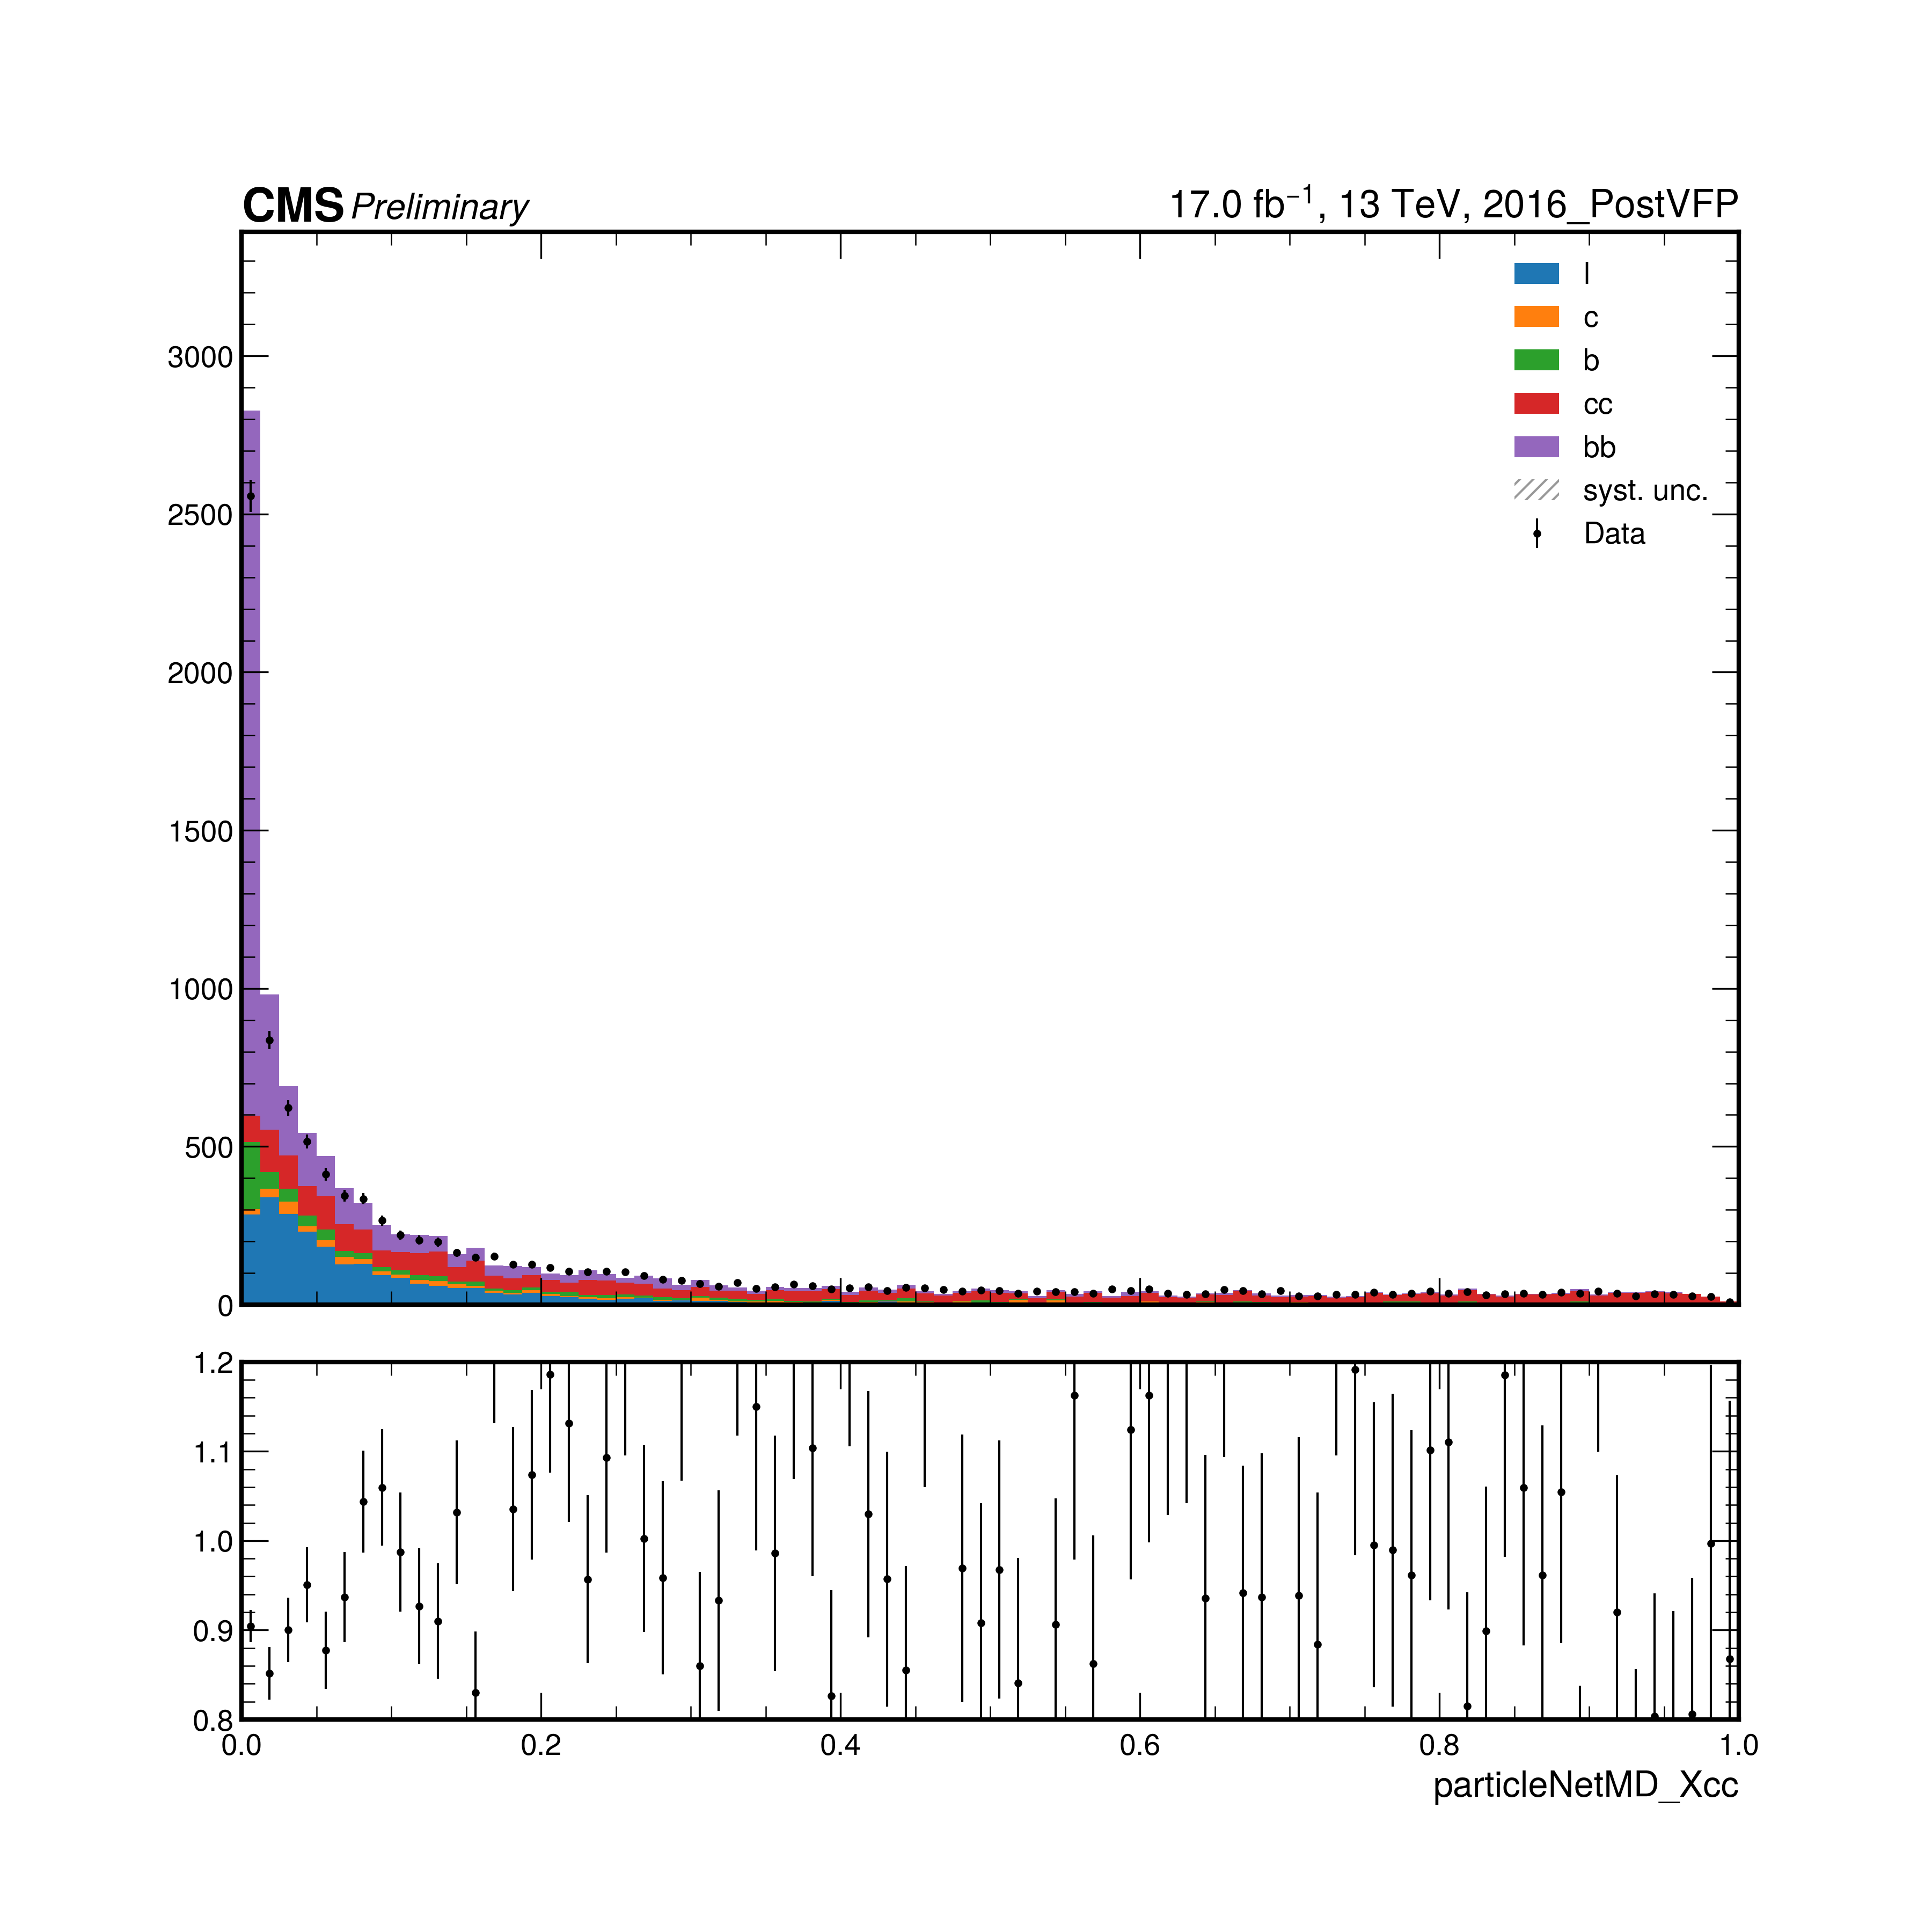 CMS Preliminary
17.0 fb⁻¹, 13 TeV, 2016_PostVFP
l
c
b
cc
bb
syst. unc.
Data
3000
2500
2000
1500
1000
500
0
1.2
1.1
1.0
0.9
0.8
0.0 0.2 0.4 0.6 0.8 1.0
particleNetMD_Xcc